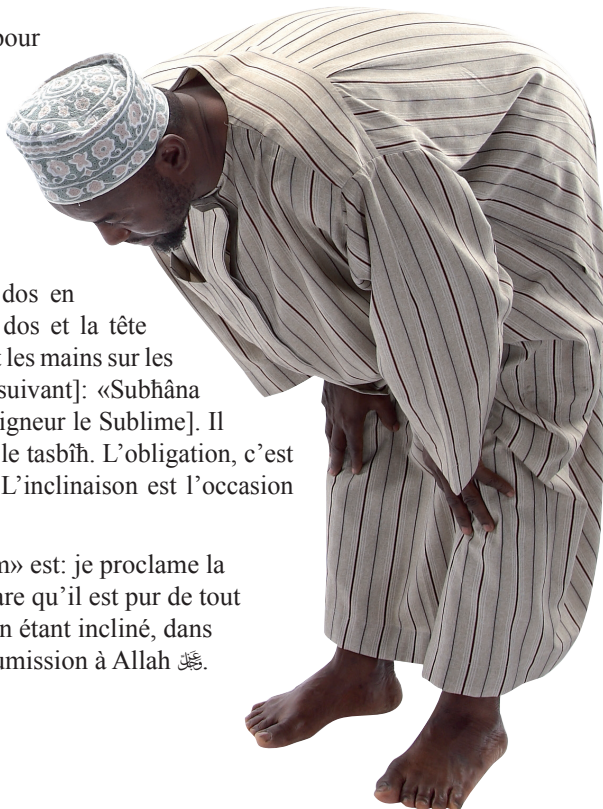 pour
dos en
dos et la tête
t les mains sur les
suivant]: «Subħâna
igneur le Sublime]. Il
le tasbîħ. L’obligation, c’est
L’inclinaison est l’occasion
n» est: je proclame la
are qu’il est pur de tout
n étant incliné, dans
umission à Allah ﷻ.